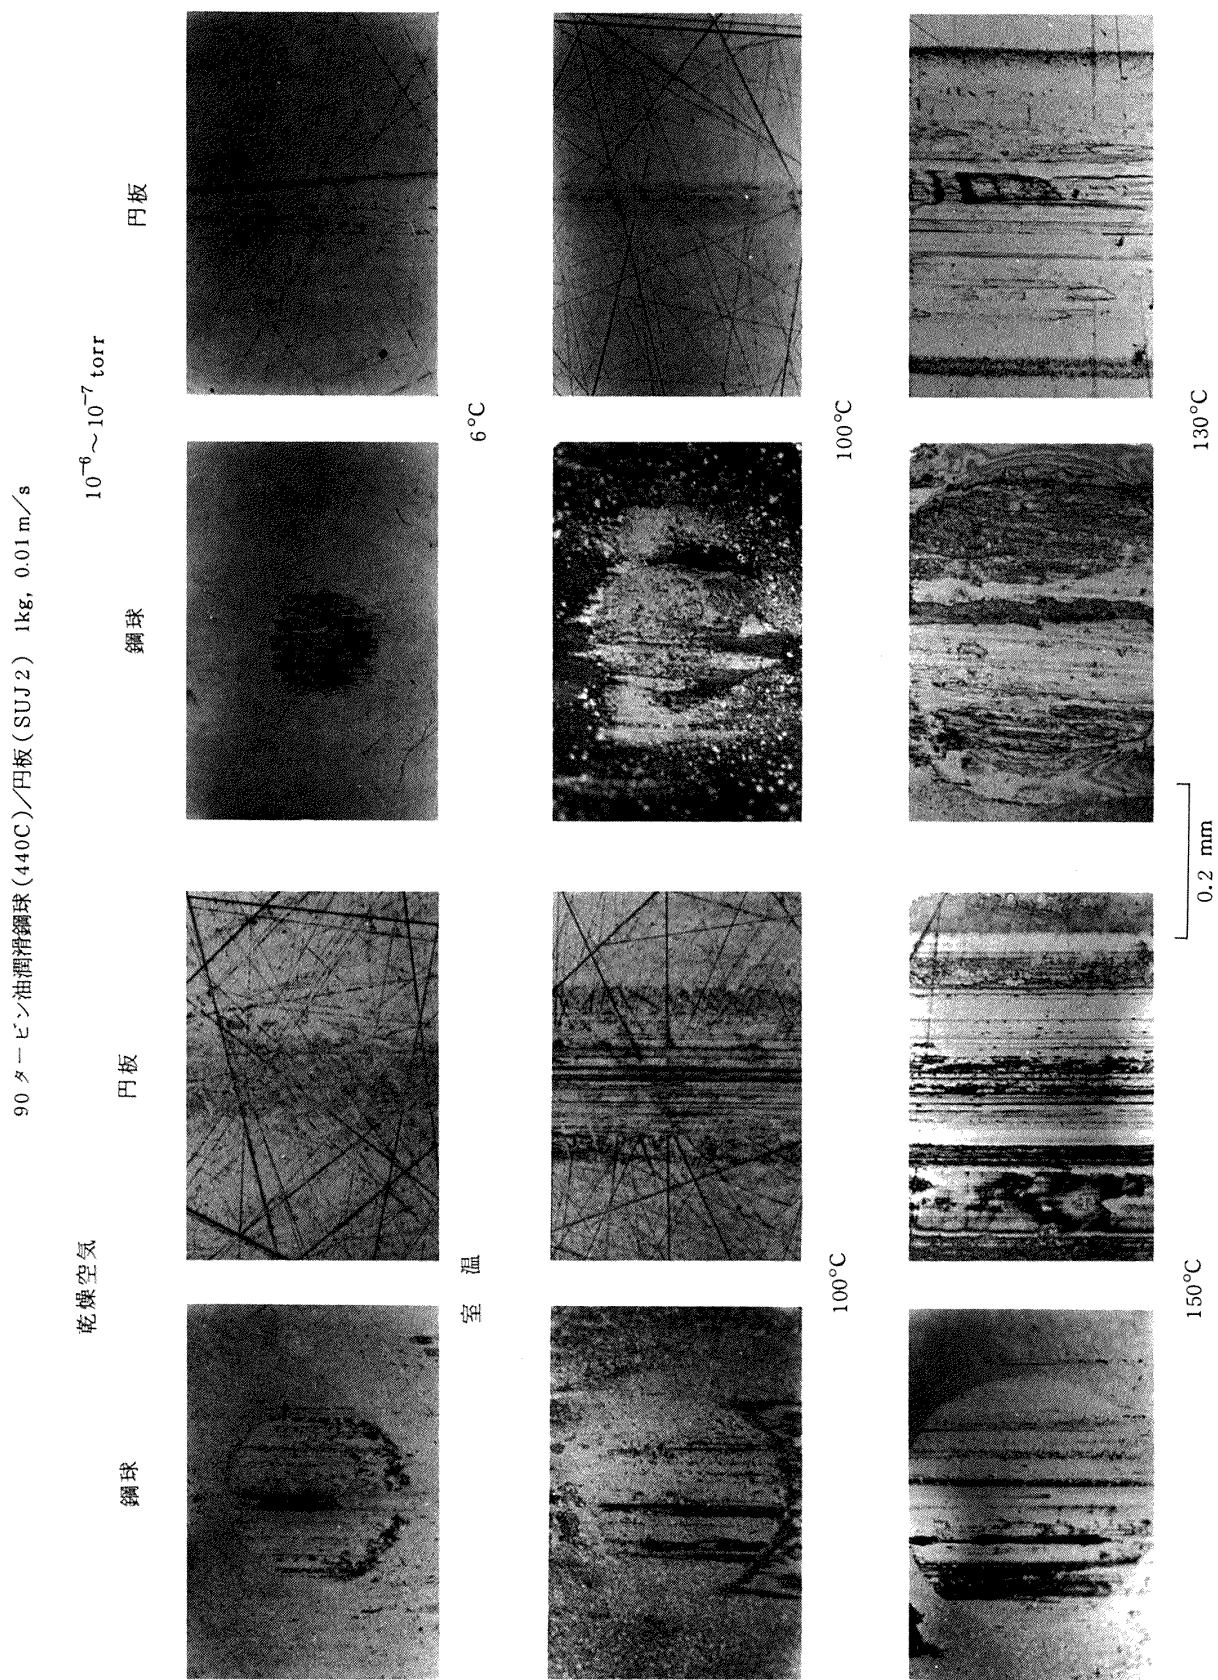 90タービン油潤滑鋼球(440C)/円板(SUJ2) 1kg, 0.01m/s
乾燥空気
10⁻⁶～10⁻⁷ torr
鋼球
円板
鋼球
円板
室温
6°C
100°C
100°C
150°C
130°C
0.2 mm